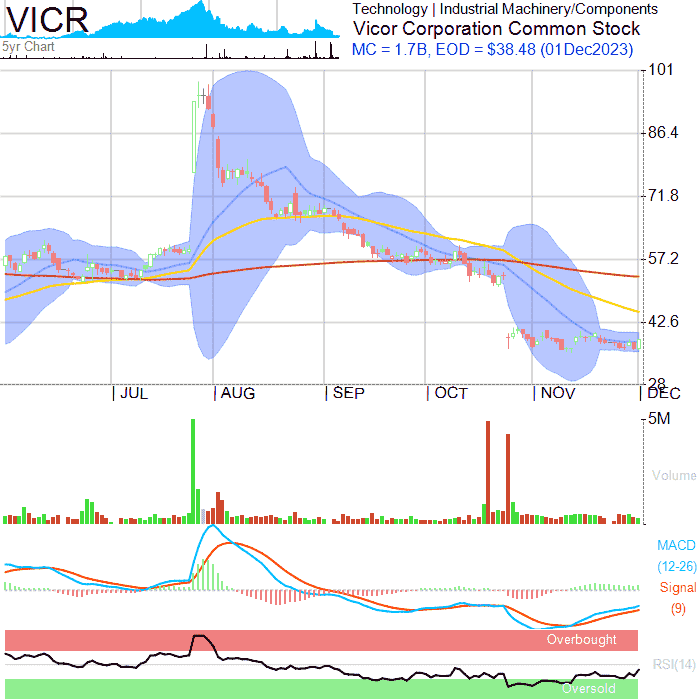 VICR
5yr Chart
Technology | Industrial Machinery/Components
Vicor Corporation Common Stock
MC = 1.7B, EOD = $38.48 (01Dec2023)
101
86.4
71.8
57.2
42.6
28
JUL AUG SEP OCT NOV DEC
5M
Volume
MACD
(12-26)
Signal
(9)
Overbought
RSI(14)
Oversold